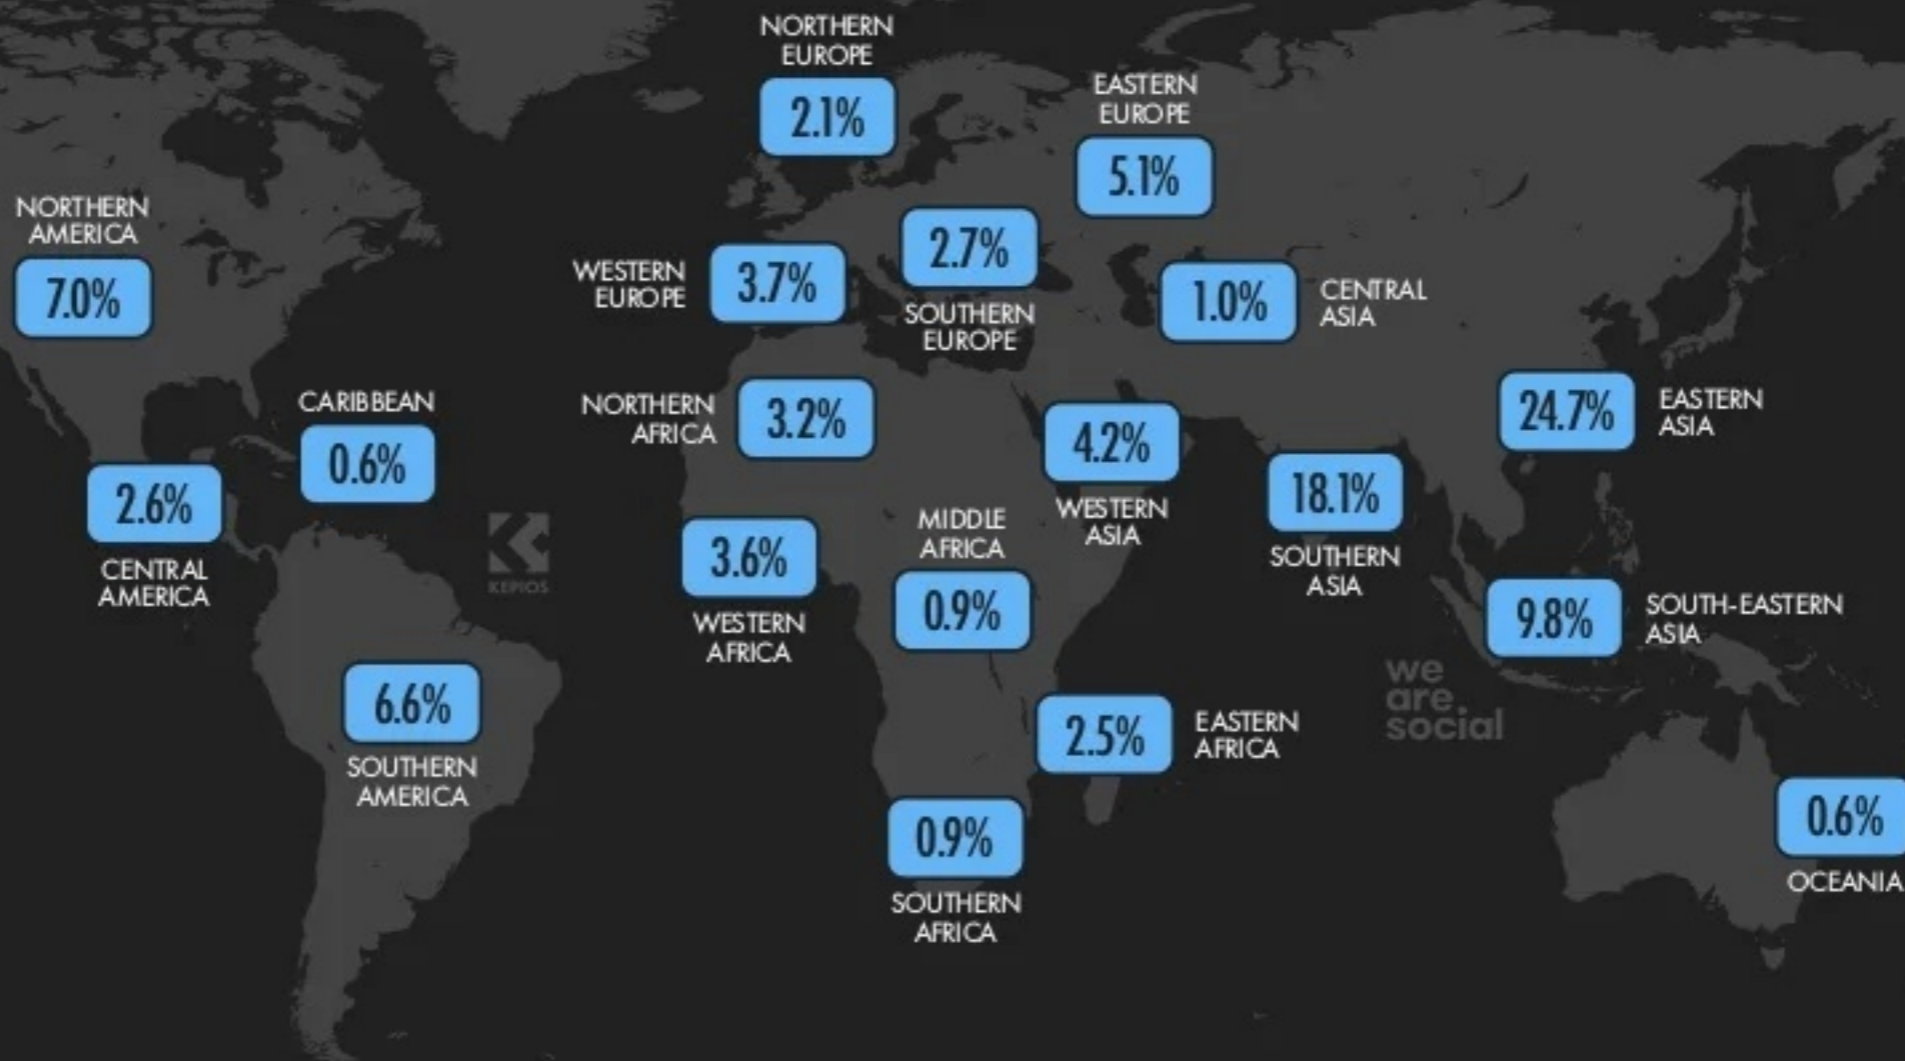 NORTHERN
EUROPE
2.1%
EASTERN
EUROPE
5.1%
NORTHERN
AMERICA
7.0%
WESTERN
EUROPE
3.7%
2.7%
SOUTHERN
EUROPE
1.0%
CENTRAL
ASIA
CARIBBEAN
0.6%
NORTHERN
AFRICA
3.2%
4.2%
WESTERN
ASIA
24.7%
EASTERN
ASIA
2.6%
CENTRAL
AMERICA
KEPIOS
3.6%
WESTERN
AFRICA
MIDDLE
AFRICA
0.9%
18.1%
SOUTHERN
ASIA
9.8%
SOUTH-EASTERN
ASIA
we
are.
social
6.6%
SOUTHERN
AMERICA
2.5%
EASTERN
AFRICA
0.9%
SOUTHERN
AFRICA
0.6%
OCEANIA